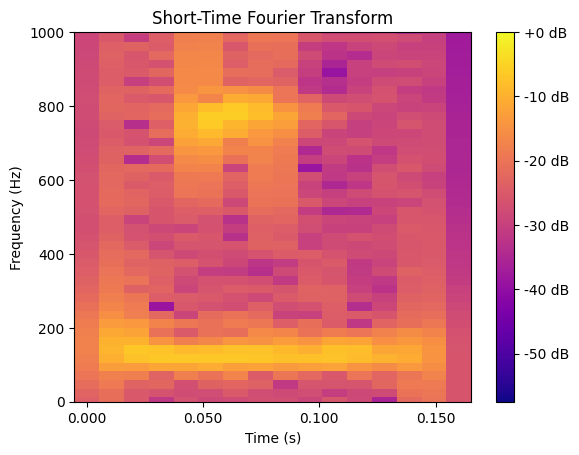 Short-Time Fourier Transform
1000
800
600
400
200
0
Frequency (Hz)
0.000
0.050
0.100
0.150
Time (s)
+0 dB
-10 dB
-20 dB
-30 dB
-40 dB
-50 dB